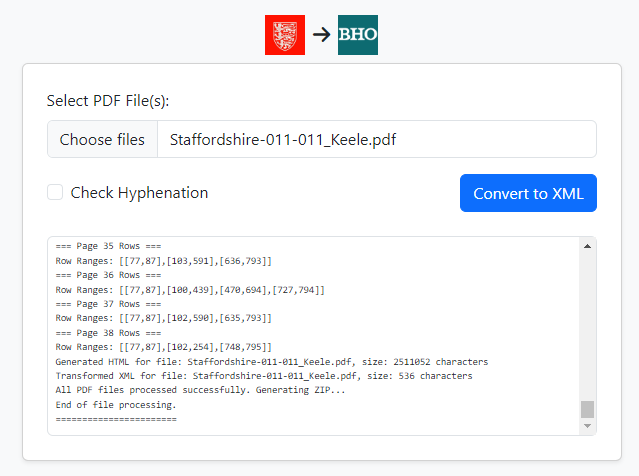 BHO
Select PDF File(s):
Choose files Staffordshire-011-011_Keele.pdf
Check Hyphenation
Convert to XML
=== Page 35 Rows ===
Row Ranges: [[77,87],[103,591],[636,793]]
=== Page 36 Rows ===
Row Ranges: [[77,87],[100,439],[470,694],[727,794]]
=== Page 37 Rows ===
Row Ranges: [[77,87],[102,590],[635,793]]
=== Page 38 Rows ===
Row Ranges: [[77,87],[102,254],[748,795]]
Generated HTML for file: Staffordshire-011-011_Keele.pdf, size: 2511052 characters
Transformed XML for file: Staffordshire-011-011_Keele.pdf, size: 536 characters
All PDF files processed successfully. Generating ZIP...
End of file processing.
=======================